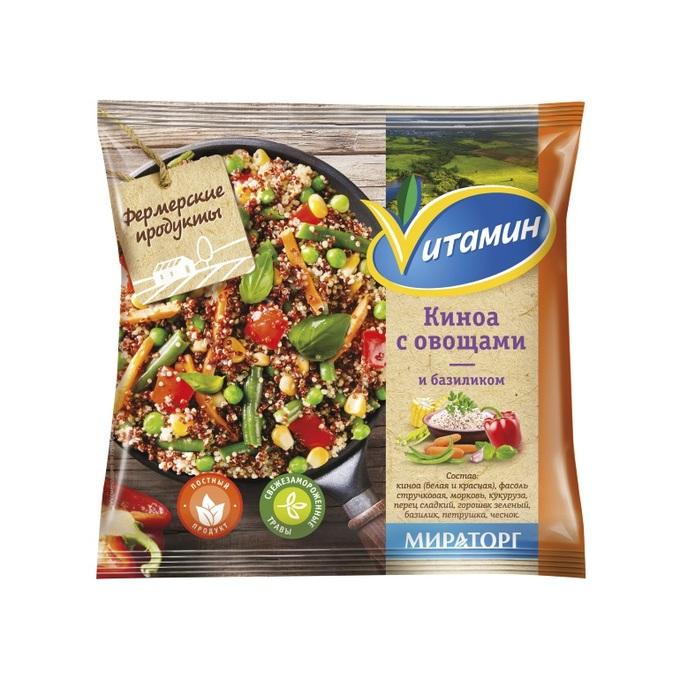 Фермерские
продукты
Vитамин
Киноа
с овощами
и базиликом
Состав:
киноа (белая и красная), фасоль
стручковая, морковь, кукуруза,
перец сладкий, горошек зеленый,
базилик, петрушка, чеснок.
ПОСТНЫЙ
ПРОДУКТ
СВЕЖЕЗАМОРОЖЕННЫЕ
ТРАВЫ
МИРАТОРГ